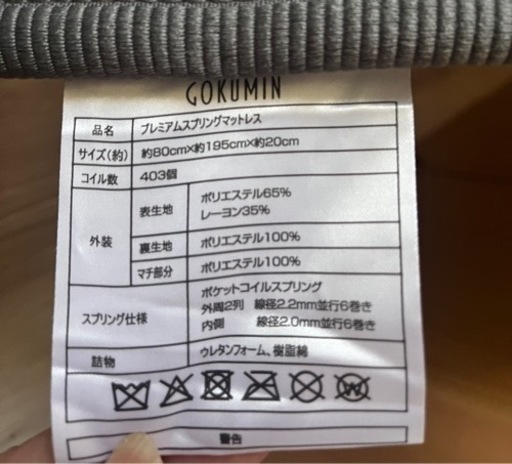 GOKUMIN
品名 プレミアムスプリングマットレス
サイズ(約) 約80cm×約195cm×約20cm
コイル数 403個
外装 表生地 ポリエステル65%
レーヨン35%
裏生地 ポリエステル100%
マチ部分 ポリエステル100%
スプリング仕様 ポケットコイルスプリング
外周2列 線径2.2mm並行6巻き
内側 線径2.0mm並行6巻き
詰物 ウレタンフォーム、樹脂綿
W
警告